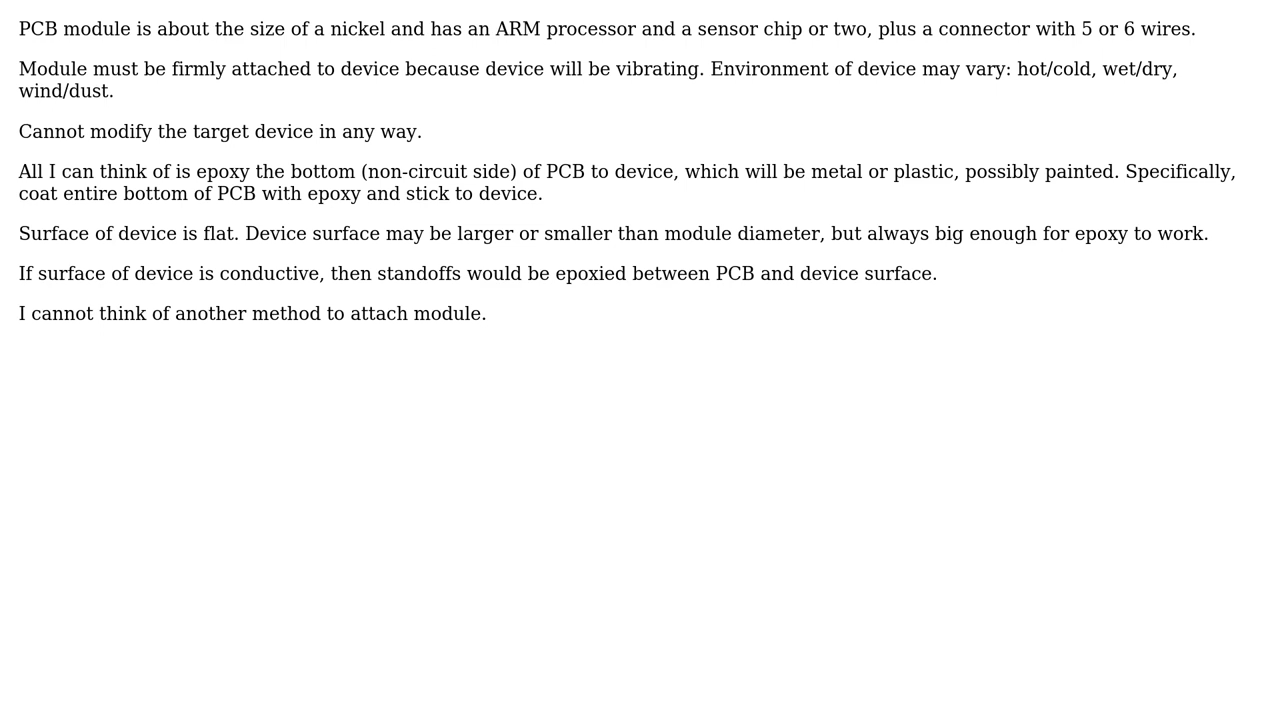 PCB module is about the size of a nickel and has an ARM processor and a sensor chip or two, plus a connector with 5 or 6 wires.
Module must be firmly attached to device because device will be vibrating. Environment of device may vary: hot/cold, wet/dry,
wind/dust.
Cannot modify the target device in any way.
All I can think of is epoxy the bottom (non-circuit side) of PCB to device, which will be metal or plastic, possibly painted. Specifically,
coat entire bottom of PCB with epoxy and stick to device.
Surface of device is flat. Device surface may be larger or smaller than module diameter, but always big enough for epoxy to work.
If surface of device is conductive, then standoffs would be epoxied between PCB and device surface.
I cannot think of another method to attach module.